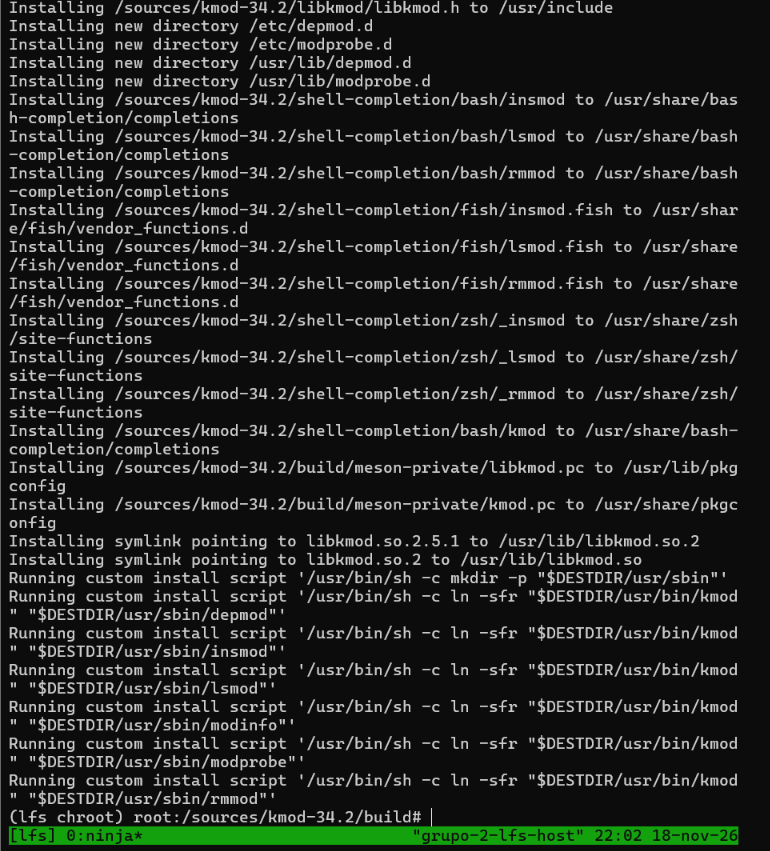 Installing /sources/kmod-34.2/libkmod/libkmod.h to /usr/include
Installing new directory /etc/depmod.d
Installing new directory /etc/modprobe.d
Installing new directory /usr/lib/depmod.d
Installing new directory /usr/lib/modprobe.d
Installing /sources/kmod-34.2/shell-completion/bash/insmod to /usr/share/bas
h-completion/completions
Installing /sources/kmod-34.2/shell-completion/bash/lsmod to /usr/share/bash
-completion/completions
Installing /sources/kmod-34.2/shell-completion/bash/rmmod to /usr/share/bash
-completion/completions
Installing /sources/kmod-34.2/shell-completion/fish/insmod.fish to /usr/shar
e/fish/vendor_functions.d
Installing /sources/kmod-34.2/shell-completion/fish/lsmod.fish to /usr/share
/fish/vendor_functions.d
Installing /sources/kmod-34.2/shell-completion/fish/rmmod.fish to /usr/share
/fish/vendor_functions.d
Installing /sources/kmod-34.2/shell-completion/zsh/_insmod to /usr/share/zsh
/site-functions
Installing /sources/kmod-34.2/shell-completion/zsh/_lsmod to /usr/share/zsh/
site-functions
Installing /sources/kmod-34.2/shell-completion/zsh/_rmmod to /usr/share/zsh/
site-functions
Installing /sources/kmod-34.2/shell-completion/bash/kmod to /usr/share/bash-
completion/completions
Installing /sources/kmod-34.2/build/meson-private/libkmod.pc to /usr/lib/pkg
config
Installing /sources/kmod-34.2/build/meson-private/kmod.pc to /usr/share/pkgc
onfig
Installing symlink pointing to libkmod.so.2.5.1 to /usr/lib/libkmod.so.2
Installing symlink pointing to libkmod.so.2 to /usr/lib/libkmod.so
Running custom install script '/usr/bin/sh -c mkdir -p "$DESTDIR/usr/sbin"'
Running custom install script '/usr/bin/sh -c ln -sfr "$DESTDIR/usr/bin/kmod
" "$DESTDIR/usr/sbin/depmod"'
Running custom install script '/usr/bin/sh -c ln -sfr "$DESTDIR/usr/bin/kmod
" "$DESTDIR/usr/sbin/insmod"'
Running custom install script '/usr/bin/sh -c ln -sfr "$DESTDIR/usr/bin/kmod
" "$DESTDIR/usr/sbin/lsmod"'
Running custom install script '/usr/bin/sh -c ln -sfr "$DESTDIR/usr/bin/kmod
" "$DESTDIR/usr/sbin/modinfo"'
Running custom install script '/usr/bin/sh -c ln -sfr "$DESTDIR/usr/bin/kmod
" "$DESTDIR/usr/sbin/modprobe"'
Running custom install script '/usr/bin/sh -c ln -sfr "$DESTDIR/usr/bin/kmod
" "$DESTDIR/usr/sbin/rmmod"'
(lfs chroot) root:/sources/kmod-34.2/build#
[lfs] 0:ninja* "grupo-2-lfs-host" 22:02 18-nov-26